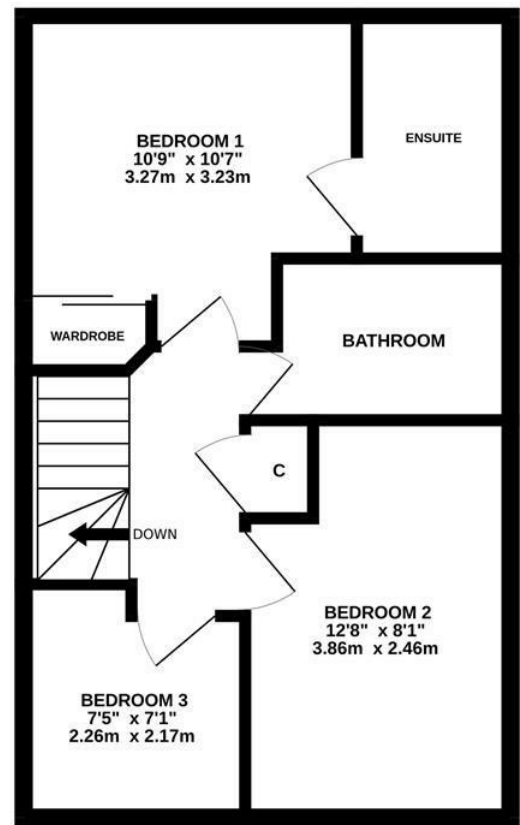 BEDROOM 1
10'9" x 10'7"
3.27m x 3.23m
ENSUITE
WARDROBE
BATHROOM
C
DOWN
BEDROOM 2
12'8" x 8'1"
3.86m x 2.46m
BEDROOM 3
7'5" x 7'1"
2.26m x 2.17m